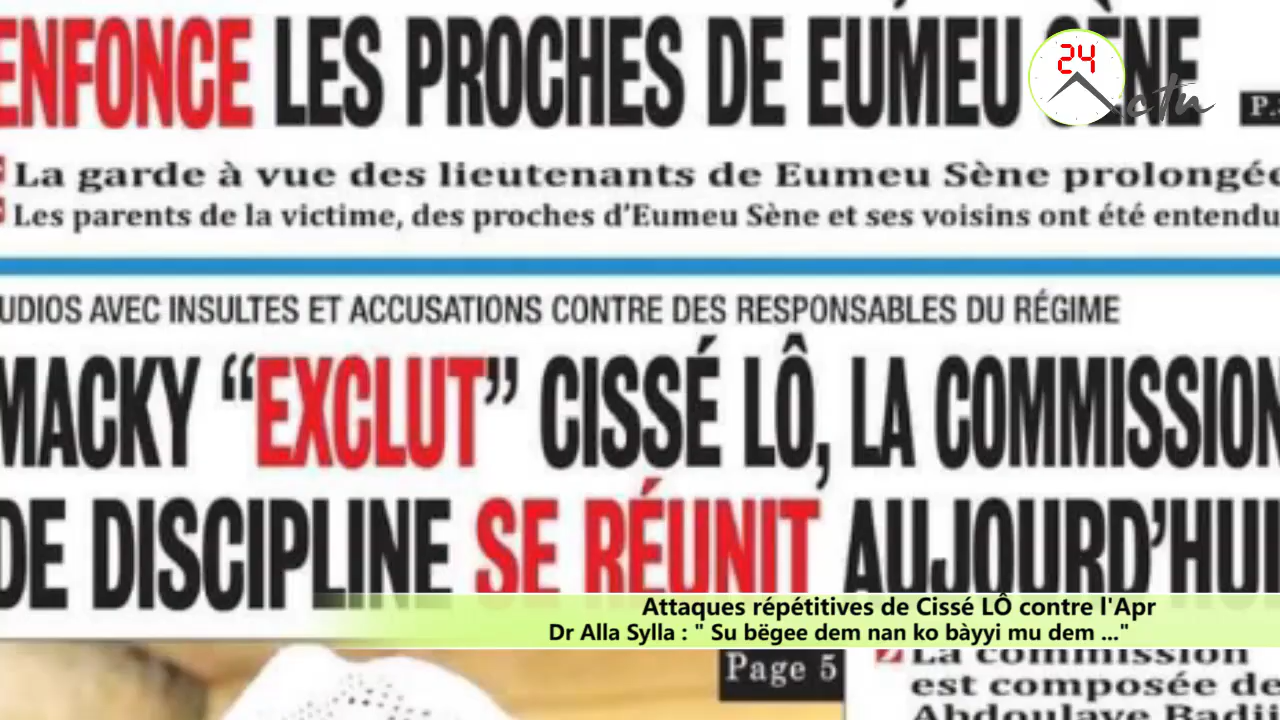 ENFONCE LES PROCHES DE EUMEU SÈNE
24
Actu
P.
La garde à vue des lieutenants de Eumeu Sène prolongée
Les parents de la victime, des proches d'Eumeu Sène et ses voisins ont été entendu
UDIOS AVEC INSULTES ET ACCUSATIONS CONTRE DES RESPONSABLES DU RÉGIME
MACKY “EXCLUT” CISSÉ LÔ, LA COMMISSION
DE DISCIPLINE SE RÉUNIT AUJOURD'HUI
Attaques répétitives de Cissé LÔ contre l'Apr
Dr Alla Sylla : " Su bëgee dem nan ko bàyyi mu dem ..."
Page 5
La commission
est composée de
Abdoulaye Badji